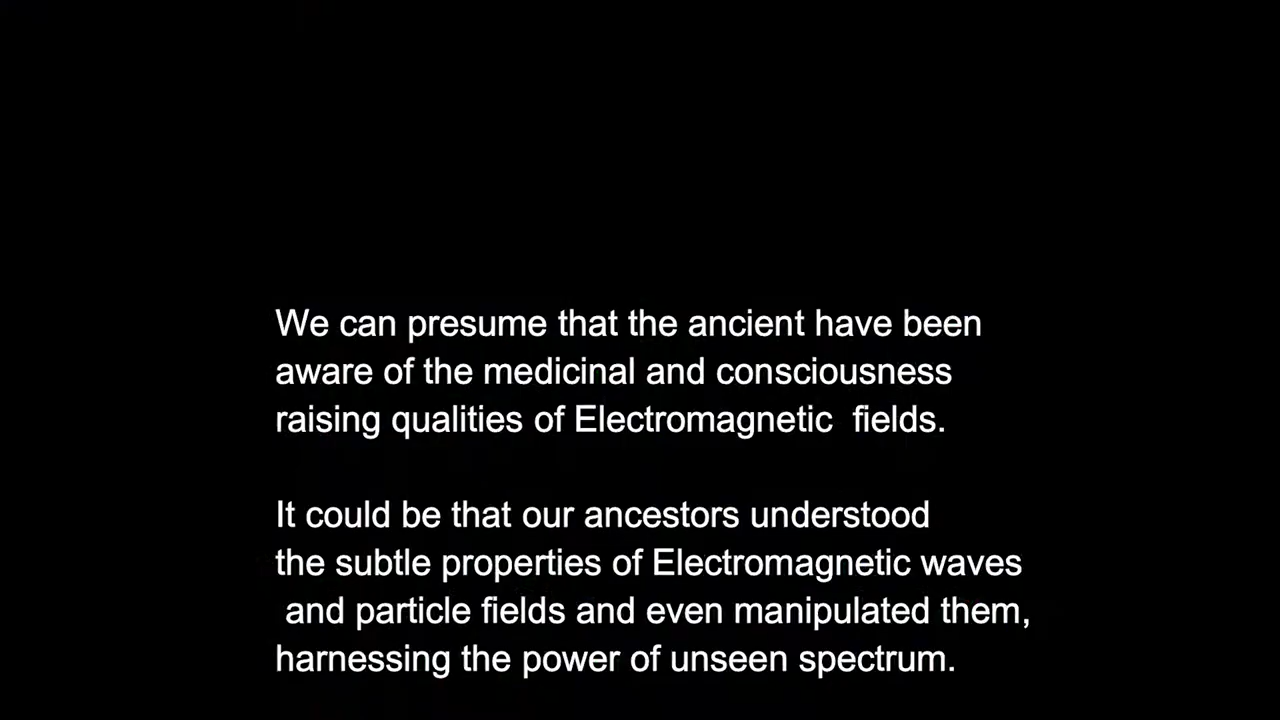 We can presume that the ancient have been
aware of the medicinal and consciousness
raising qualities of Electromagnetic  fields.
It could be that our ancestors understood
the subtle properties of Electromagnetic waves
and particle fields and even manipulated them,
harnessing the power of unseen spectrum.